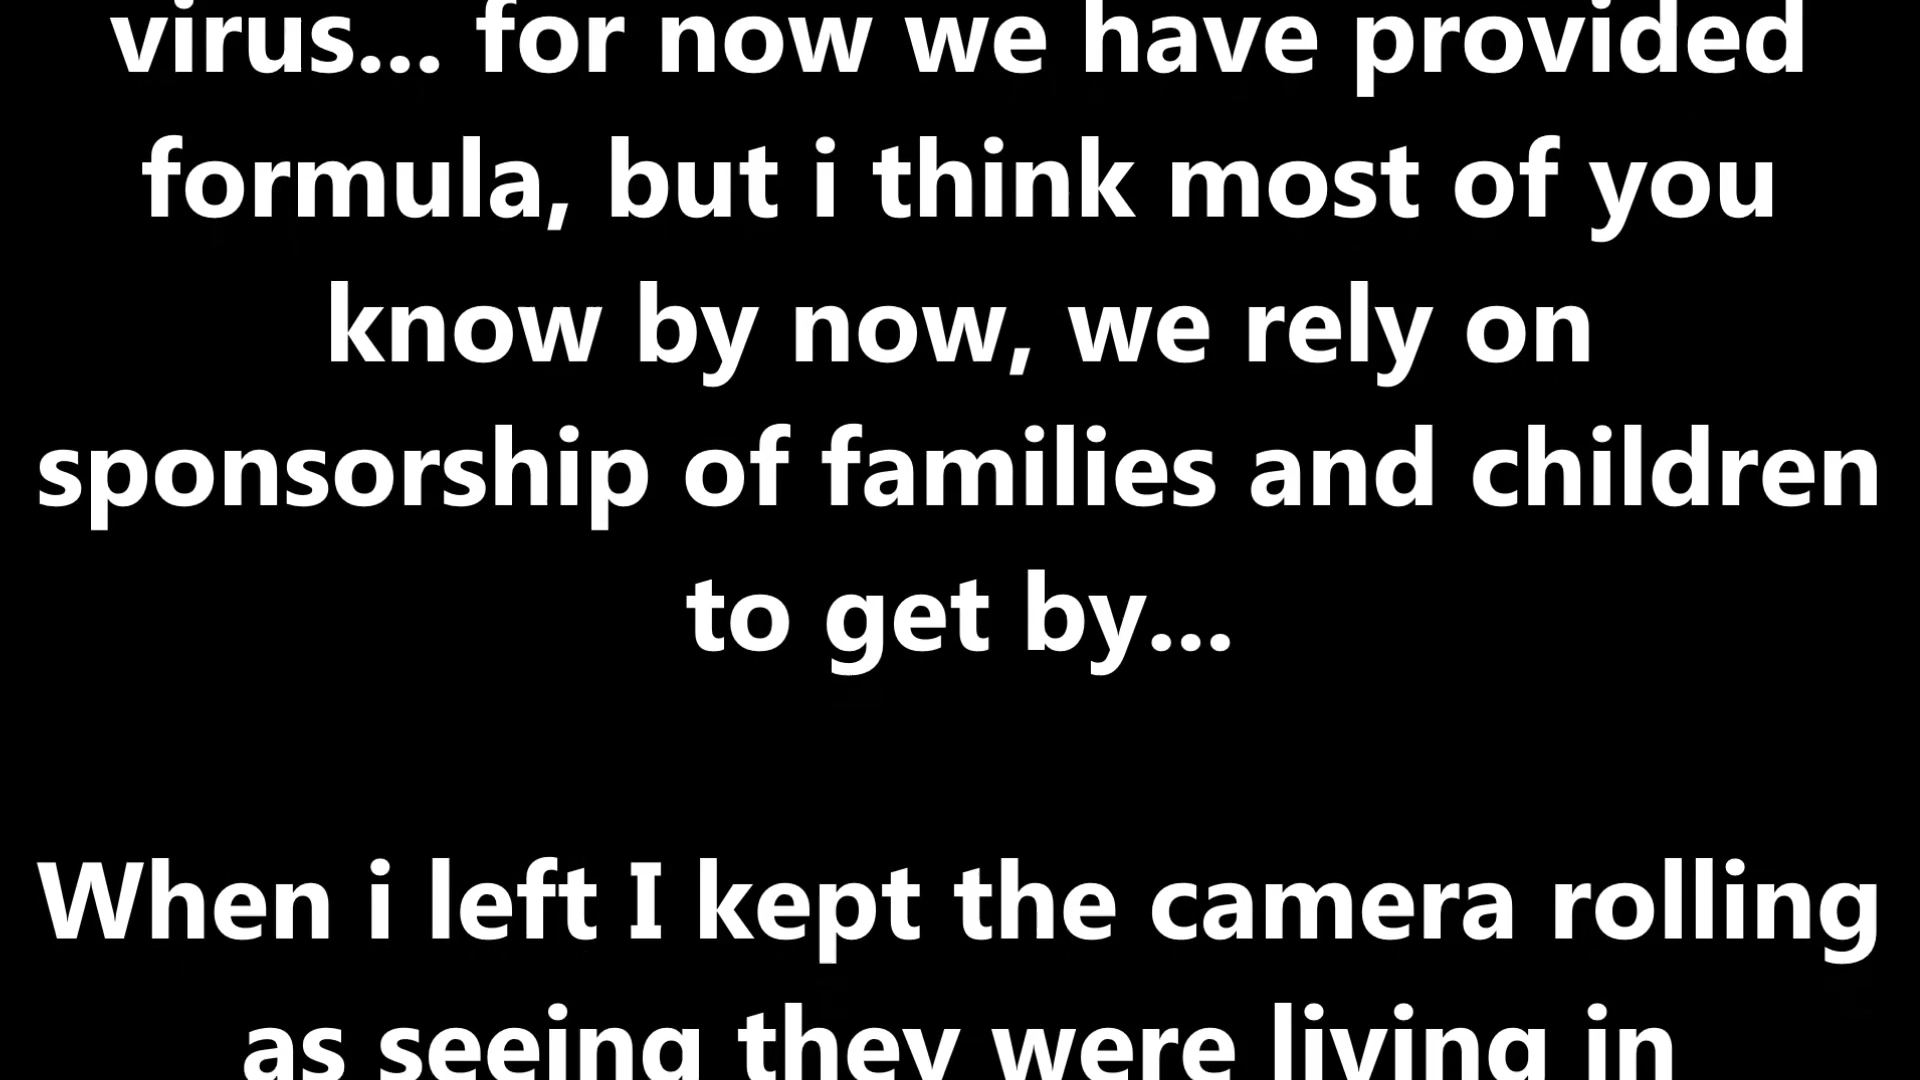 virus... for now we have provided
formula, but i think most of you
know by now, we rely on
sponsorship of families and children
to get by...
When i left I kept the camera rolling
as seeing they were living in